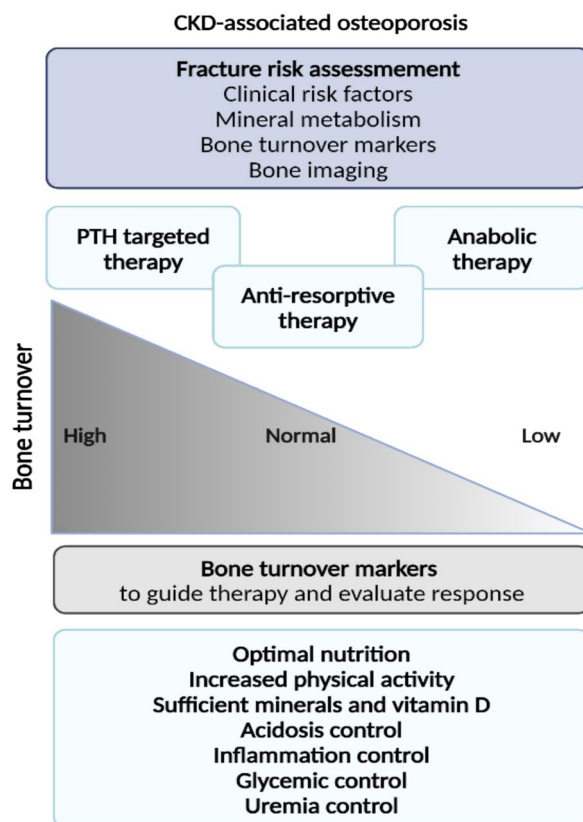 CKD-associated osteoporosis
Fracture risk assessmement
Clinical risk factors
Mineral metabolism
Bone turnover markers
Bone imaging
PTH targeted
therapy
Anabolic
therapy
Anti-resorptive
therapy
Bone turnover
High
Normal
Low
Bone turnover markers
to guide therapy and evaluate response
Optimal nutrition
Increased physical activity
Sufficient minerals and vitamin D
Acidosis control
Inflammation control
Glycemic control
Uremia control